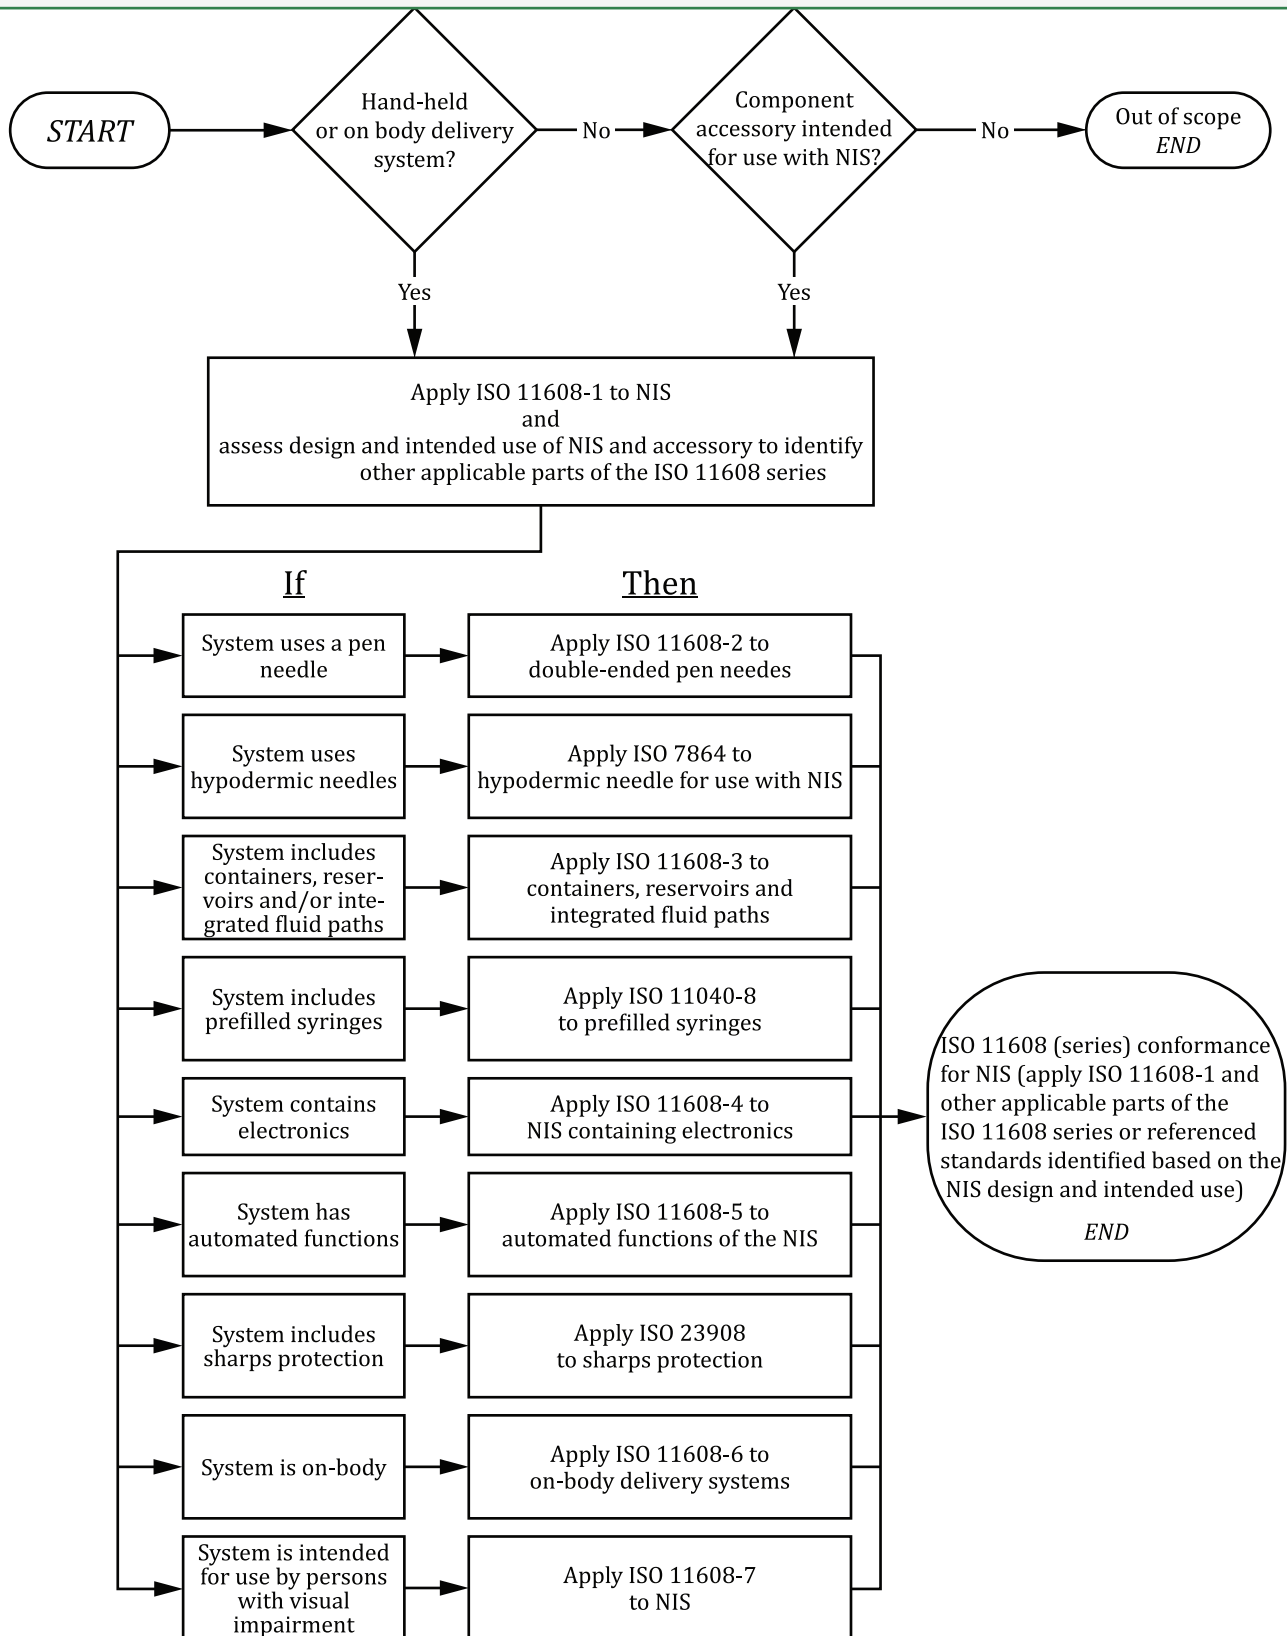 START
Hand-held
or on body delivery
system?
No
Component
accessory intended
for use with NIS?
No
Out of scope
END
Yes
Yes
Apply ISO 11608-1 to NIS
and
assess design and intended use of NIS and accessory to identify
other applicable parts of the ISO 11608 series
If
Then
System uses a pen
needle
Apply ISO 11608-2 to
double-ended pen needes
System uses
hypodermic needles
Apply ISO 7864 to
hypodermic needle for use with NIS
System includes
containers, reser-
voirs and/or inte-
grated fluid paths
Apply ISO 11608-3 to
containers, reservoirs and
integrated fluid paths
System includes
prefilled syringes
Apply ISO 11040-8
to prefilled syringes
System contains
electronics
Apply ISO 11608-4 to
NIS containing electronics
System has
automated functions
Apply ISO 11608-5 to
automated functions of the NIS
System includes
sharps protection
Apply ISO 23908
to sharps protection
System is on-body
Apply ISO 11608-6 to
on-body delivery systems
System is intended
for use by persons
with visual
impairment
Apply ISO 11608-7
to NIS
ISO 11608 (series) conformance
for NIS (apply ISO 11608-1 and
other applicable parts of the
ISO 11608 series or referenced
standards identified based on the
NIS design and intended use)
END